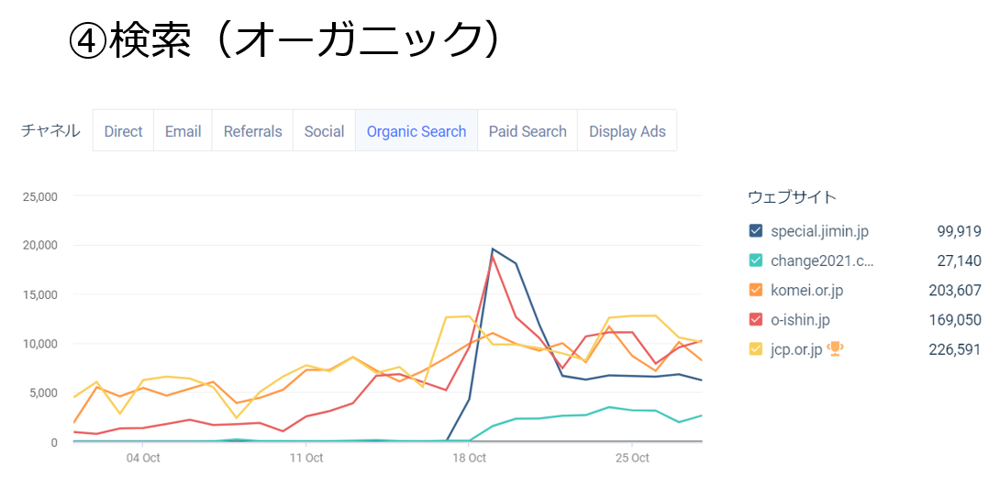 ④検索（オーガニック）
チャネル Direct Email Referrals Social Organic Search Paid Search Display Ads
25,000
20,000
15,000
10,000
5,000
0
04 Oct 11 Oct 18 Oct 25 Oct
ウェブサイト
special.jimin.jp 99,919
change2021.c... 27,140
komei.or.jp 203,607
o-ishin.jp 169,050
jcp.or.jp 226,591